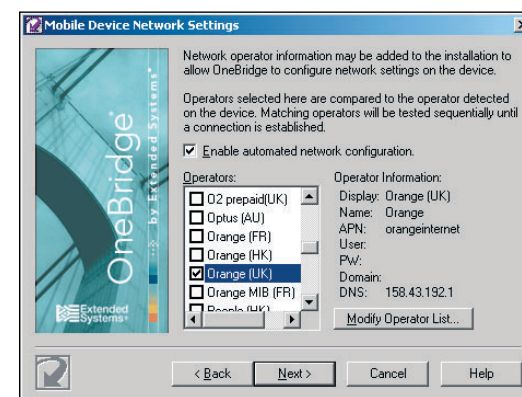 Mobile Device Network Settings
Network operator information may be added to the installation to
allow OneBridge to configure network settings on the device.
Operators selected here are compared to the operator detected
on the device. Matching operators will be tested sequentially until
a connection is established.
Enable automated network configuration.
Operators:
O2 prepaid(UK)
Optus (AU)
Orange (FR)
Orange (HK)
Orange (UK)
Orange MIB (FR)
People (HK)
Operator Information:
Display: Orange (UK)
Name: Orange
APN: orangeinternet
User:
PW:
Domain:
DNS: 158.43.192.1
Modify Operator List...
OneBridge
by Extended Systems
Extended
Systems
< Back
Next >
Cancel
Help